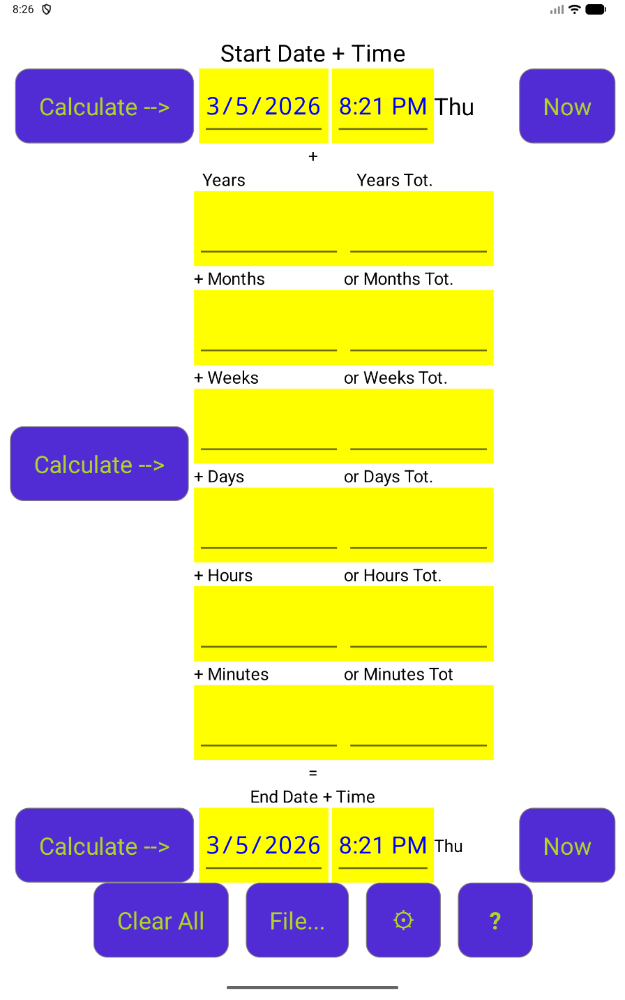 8:26
Start Date + Time
Calculate --> 3/5/2026 8:21 PM Thu Now
+
Years Years Tot.
+ Months or Months Tot.
+ Weeks or Weeks Tot.
Calculate -->
+ Days or Days Tot.
+ Hours or Hours Tot.
+ Minutes or Minutes Tot
=
End Date + Time
Calculate --> 3/5/2026 8:21 PM Thu Now
Clear All File... ?